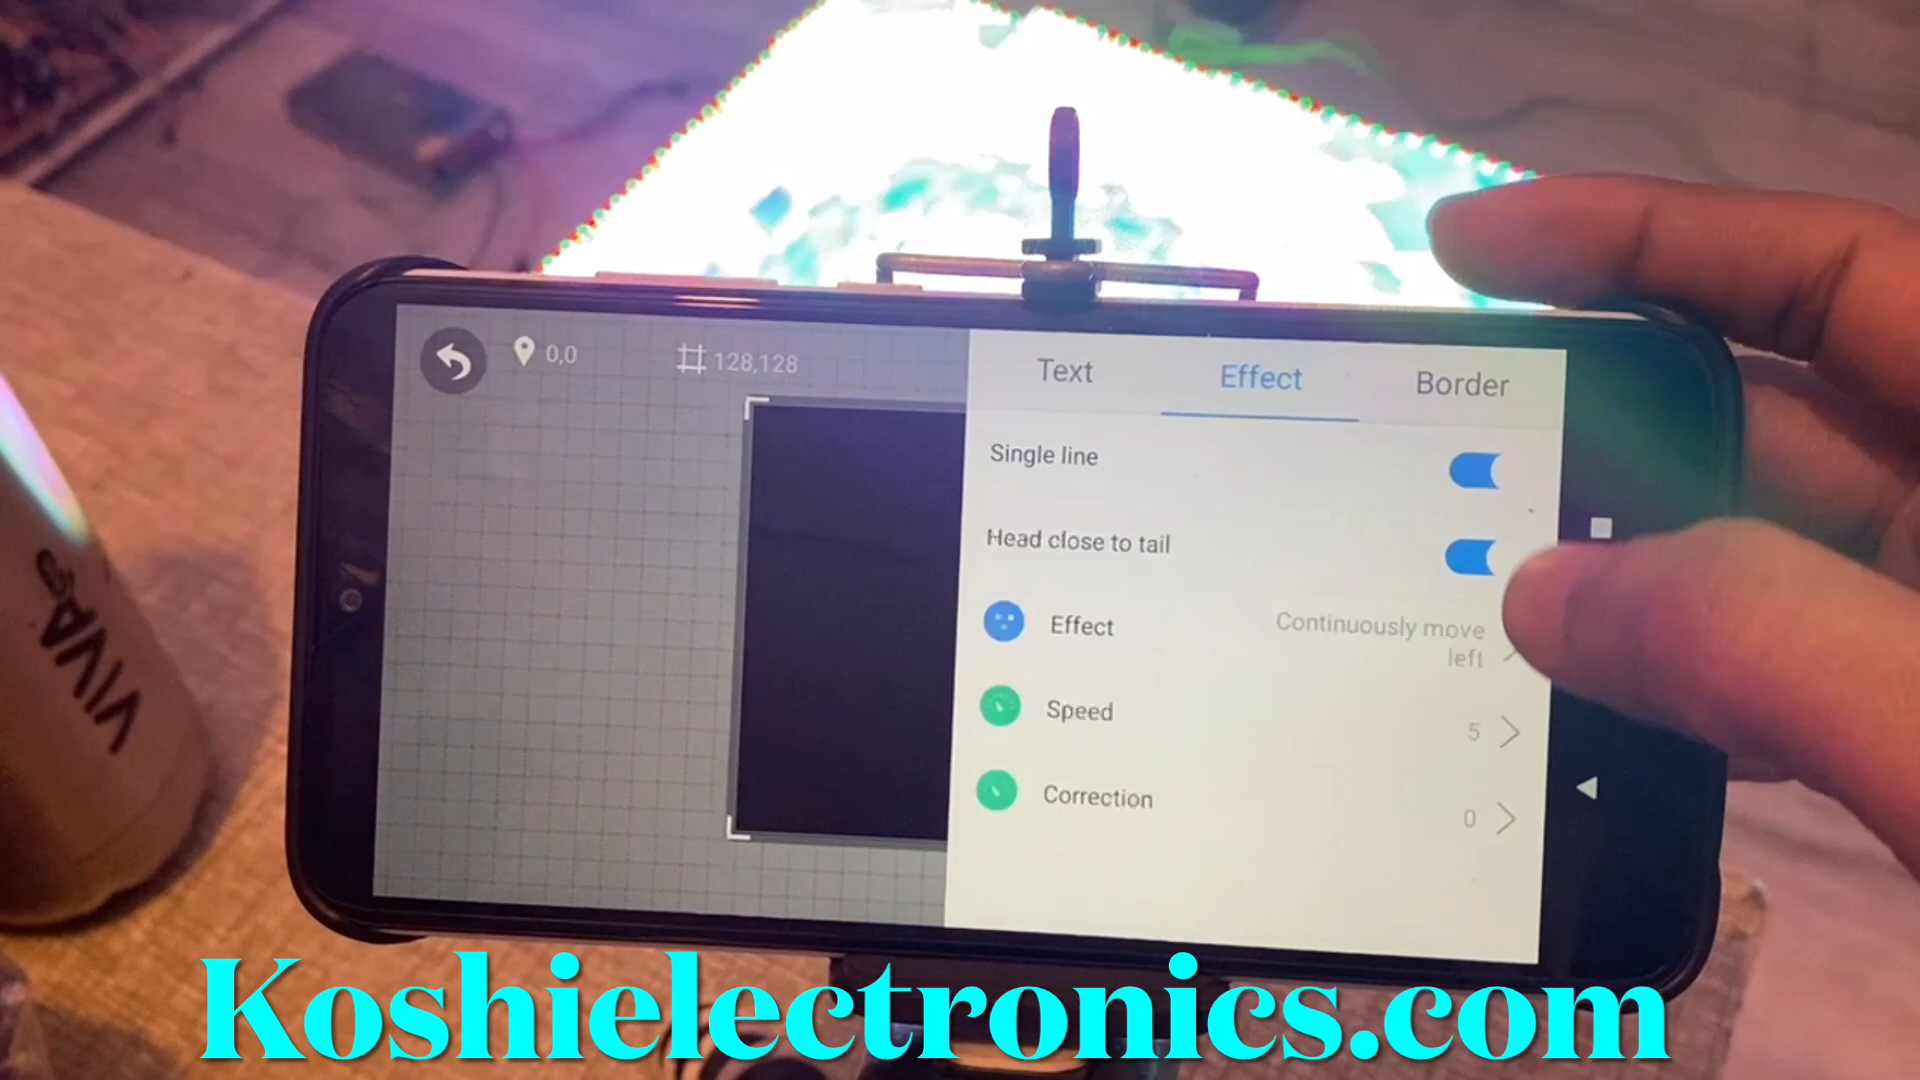 0,0
128,128
Text
Effect
Border
Single line
Head close to tail
Effect
Continuously move
left
Speed
5
Correction
0
VIVA
Koshielectronics.com